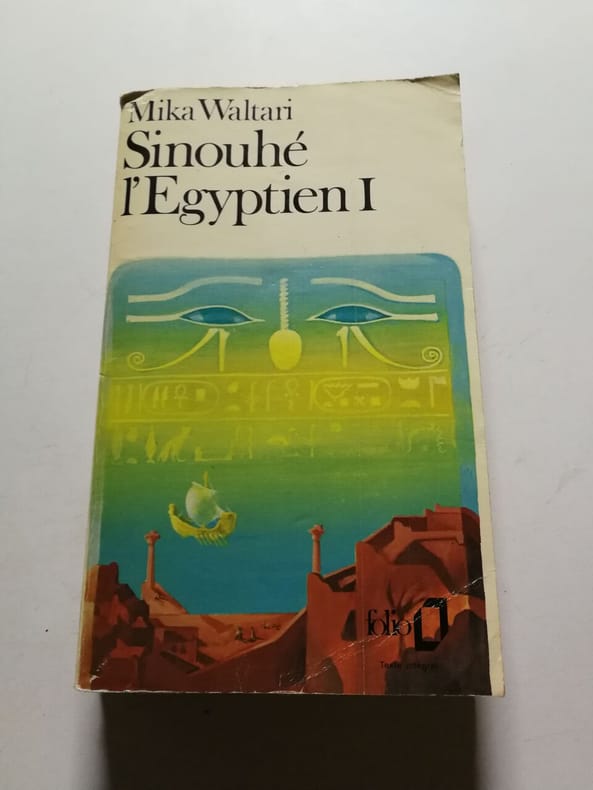 Mika Waltari
Sinouhé
l'Egyptien I
folio
Texte intégral